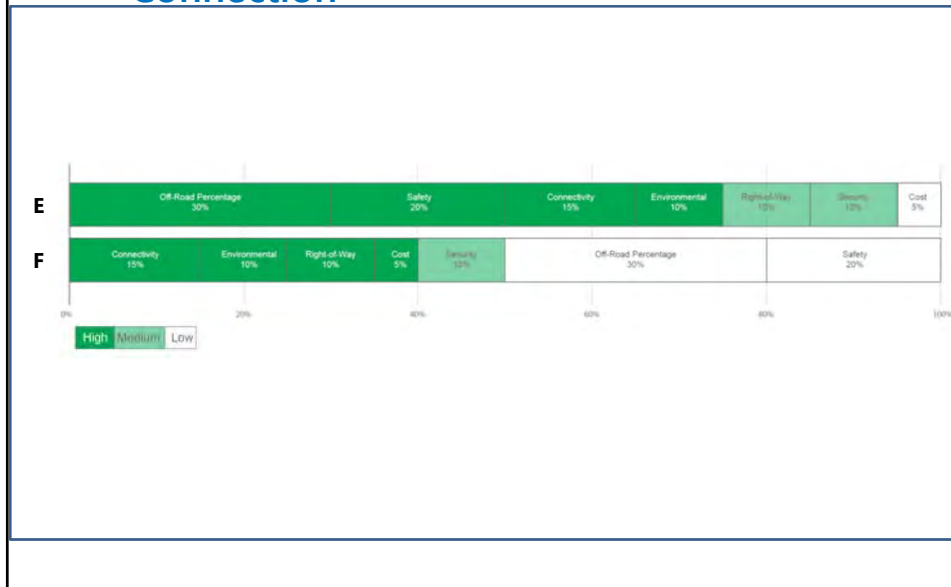 Connection
E
Off-Road Percentage
30%
Safety
20%
Connectivity
15%
Environmental
10%
Right-of-Way
10%
Security
10%
Cost
5%
F
Connectivity
15%
Environmental
10%
Right-of-Way
10%
Cost
5%
Security
10%
Off-Road Percentage
30%
Safety
20%
0% 20% 40% 60% 80% 100%
High Medium Low